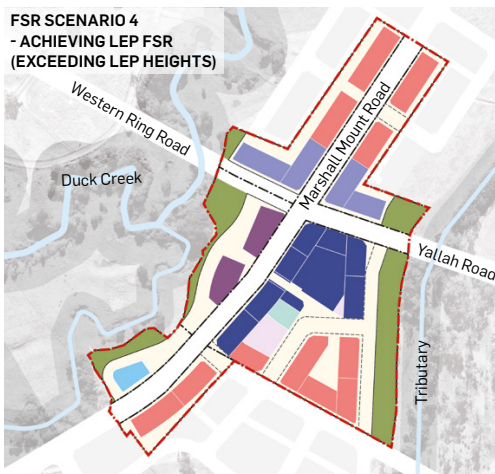 FSR SCENARIO 4
- ACHIEVING LEP FSR
(EXCEEDING LEP HEIGHTS)
Western Ring Road
Marshall Mount Road
Duck Creek
Yallah Road
Tributary